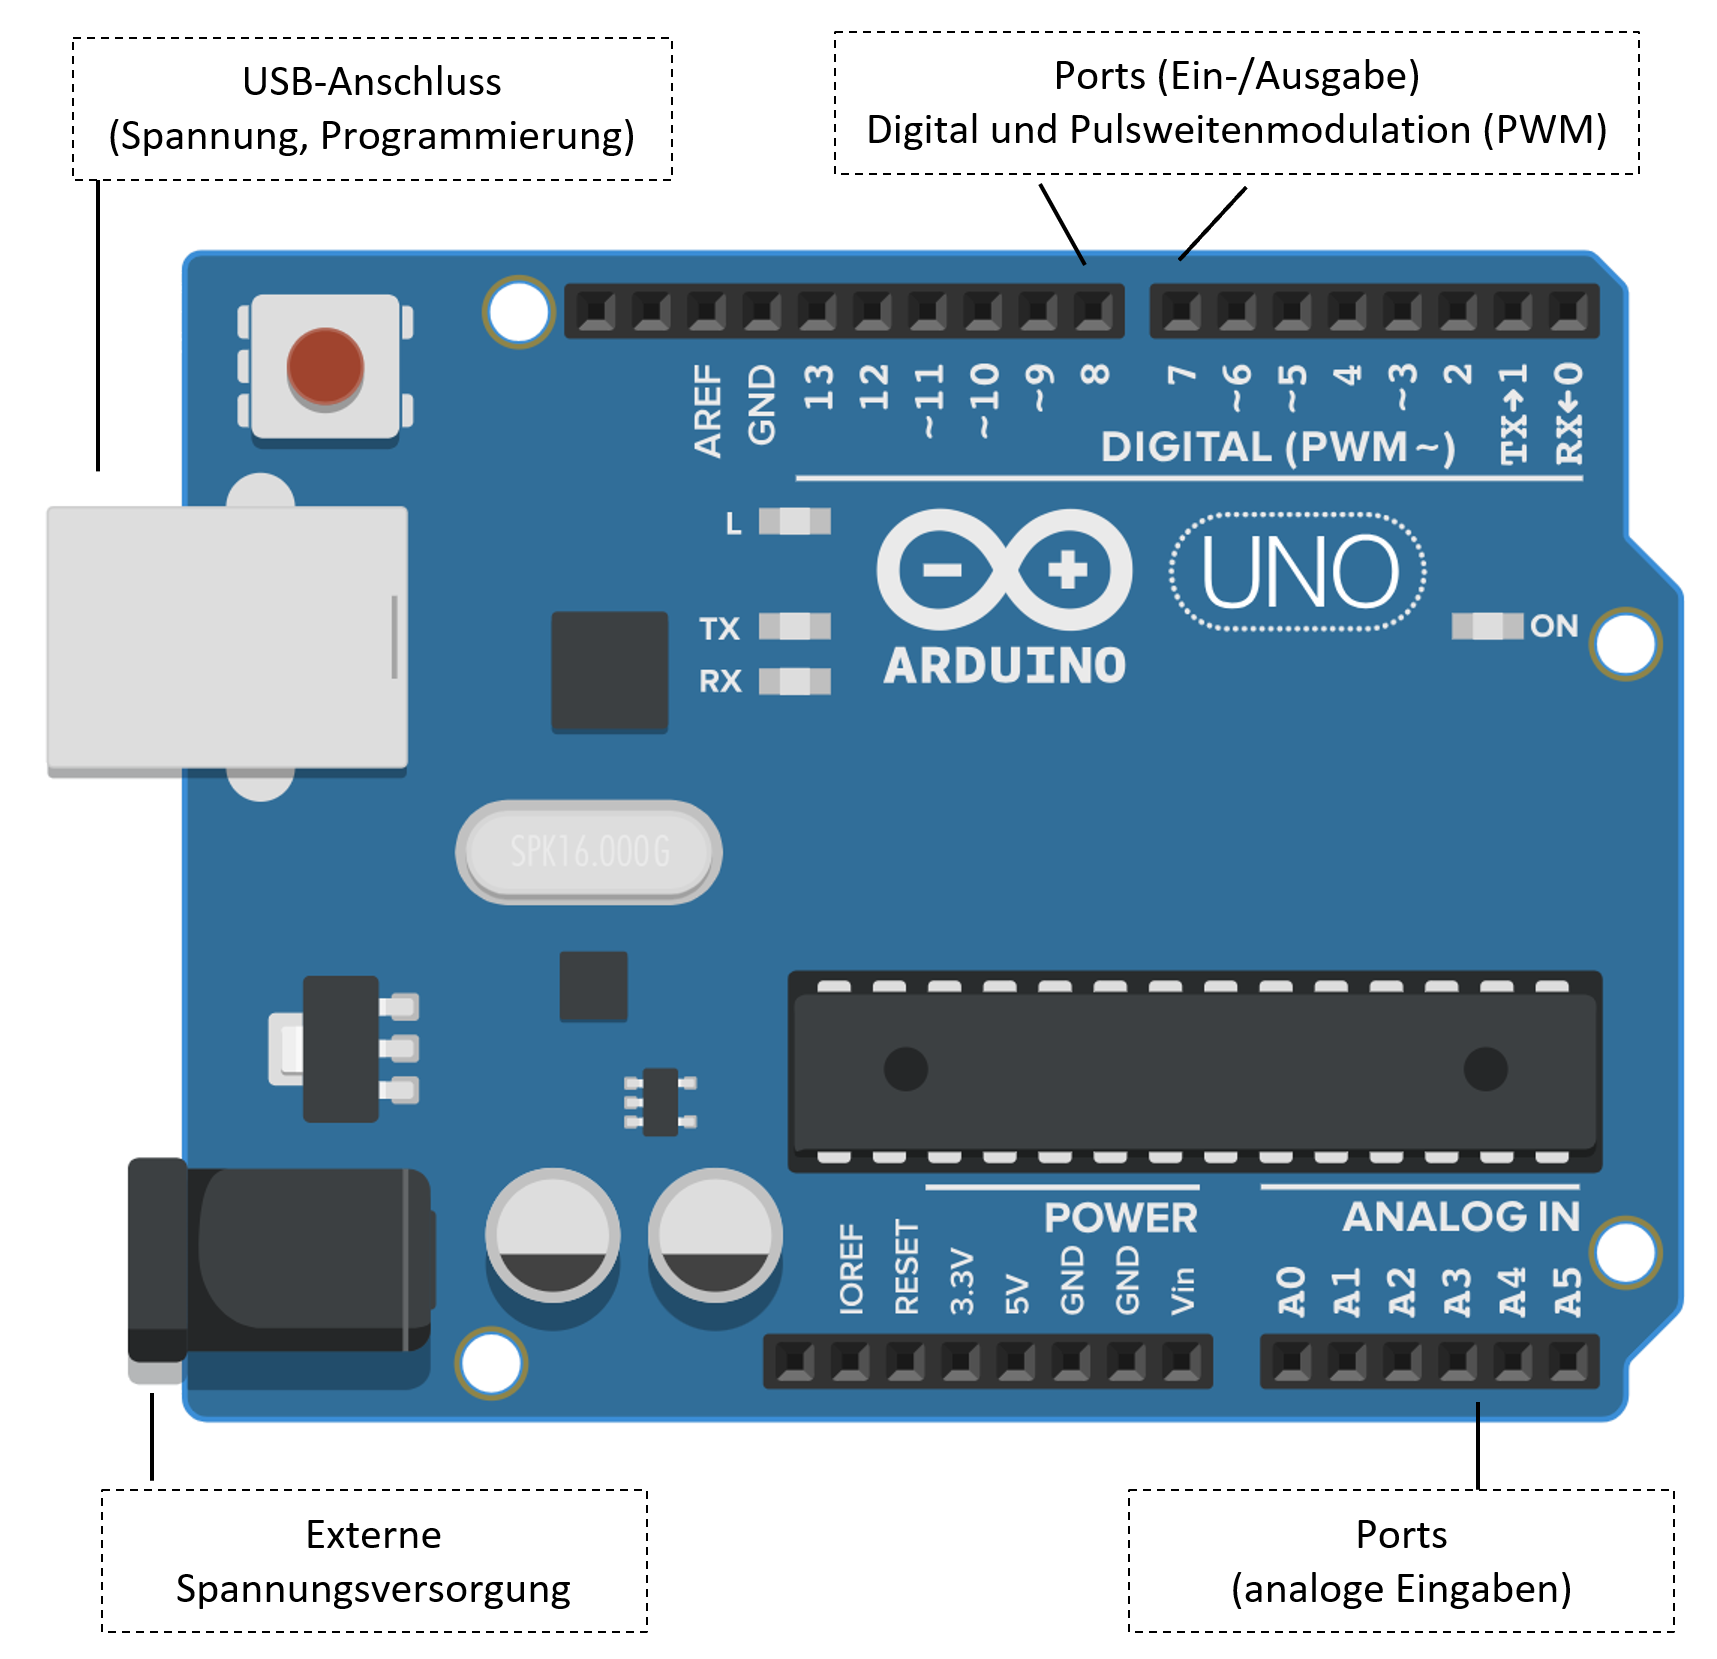 USB-Anschluss
(Spannung, Programmierung)
Ports (Ein-/Ausgabe)
Digital und Pulsweitenmodulation (PWM)
AREF
GND
13
12
~11
~10
~9
8
7
~6
~5
4
~3
2
TX→1
RX←0
DIGITAL (PWM~)
L
TX
RX
ARDUINO
UNO
ON
SPK16.000G
POWER
ANALOG IN
IOREF
RESET
3.3V
5V
GND
GND
Vin
A0
A1
A2
A3
A4
A5
Externe
Spannungsversorgung
Ports
(analoge Eingaben)